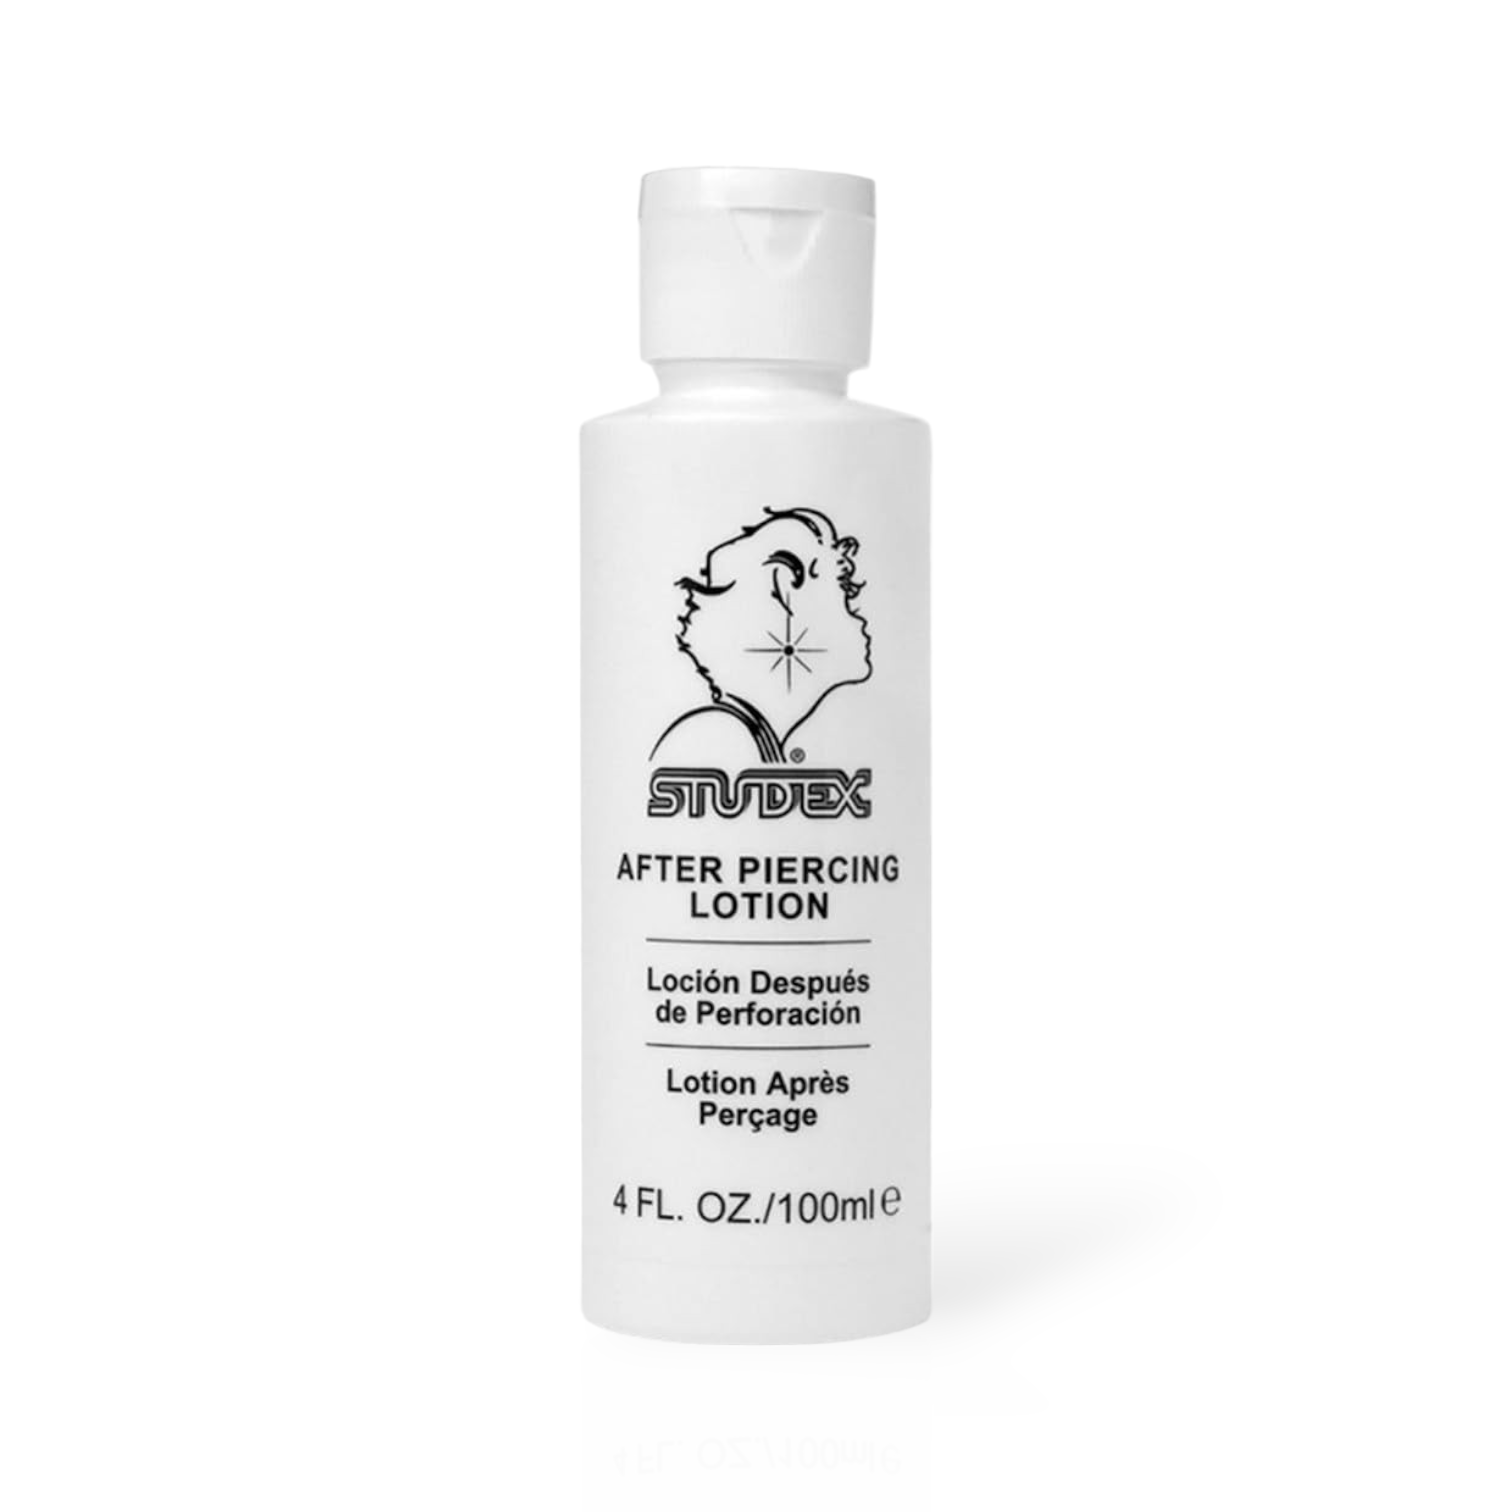 ®
STUDEX
AFTER PIERCING
LOTION
Loción Después
de Perforación
Lotion Après
Perçage
4 FL. OZ./100ml℮